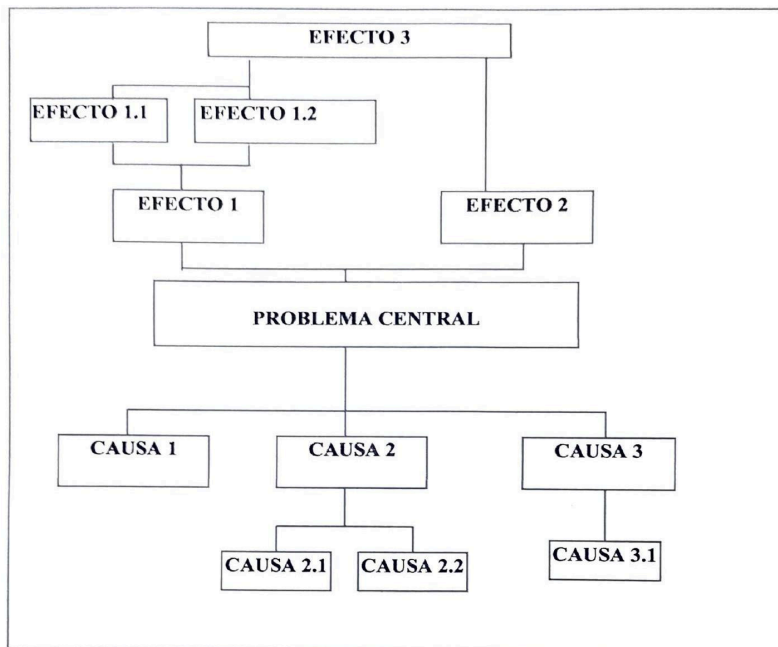 EFECTO 3
EFECTO 1.1
EFECTO 1.2
EFECTO 1
EFECTO 2
PROBLEMA CENTRAL
CAUSA 1
CAUSA 2
CAUSA 3
CAUSA 2.1
CAUSA 2.2
CAUSA 3.1